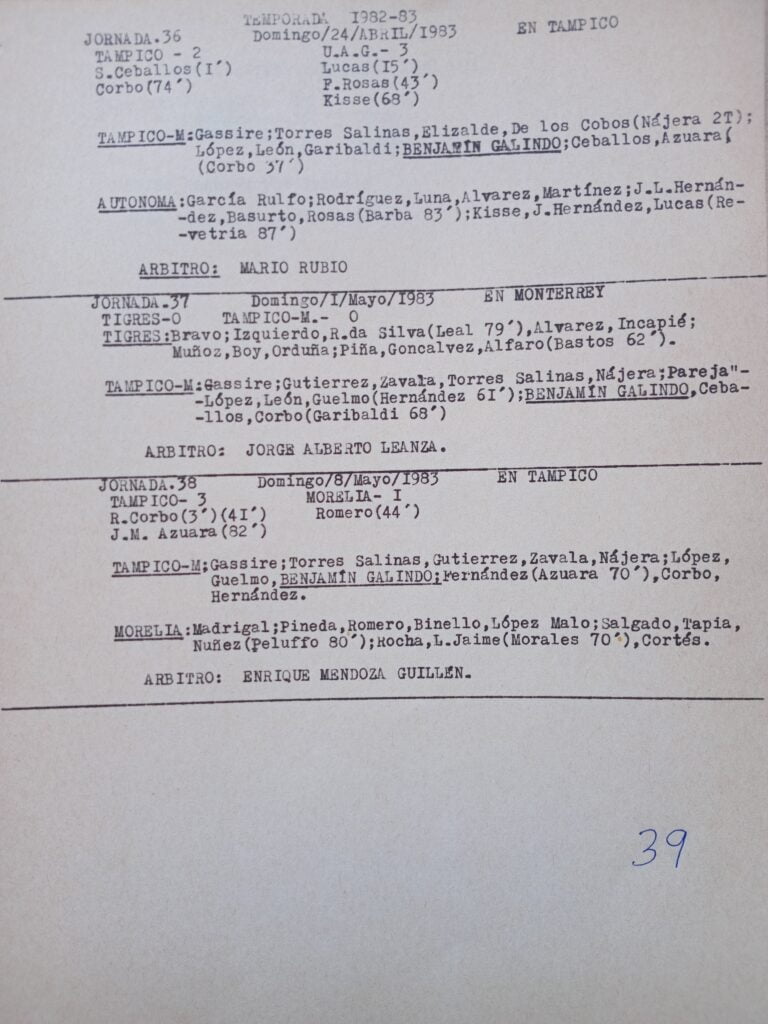 TEMPORADA 1982-83
JORNADA.36 Domingo/24/ABRIL/1983 EN TAMPICO
TAMPICO - 2 U.A.G.- 3
S.Ceballos(I´) Lucas(I5´)
Corbo(74´) P.Rosas(43´)
Kisse(68´)
TAMPICO-M:Gassire;Torres Salinas,Elizalde,De los Cobos(Nájera 2T);
López,León,Garibaldi;BENJAMÍN GALINDO;Ceballos,Azuara(
(Corbo 37´)
AUTONOMA:García Rulfo;Rodríguez,Luna,Alvarez,Martínez;J.L.Hernán-
-dez,Basurto,Rosas(Barba 83´);Kisse,J.Hernández,Lucas(Re-
-vetria 87´)
ARBITRO: MARIO RUBIO
JORNADA.37 Domingo/I/Mayo/I983 EN MONTERREY
TIGRES-O TAMPICO-M.- O
TIGRES:Bravo;Izquierdo,R.da Silva(Leal 79´),Alvarez,Incapié;
Muñoz,Boy,Orduña;Piña,Goncalvez,Alfaro(Bastos 62´).
TAMPICO-M:Gassire;Gutierrez,Zavala,Torres Salinas,Nájera;Pareja"-
-López,León,Guelmo(Hernández 6I´);BENJAMÍN GALINDO,Ceba-
-llos,Corbo(Garibaldi 68´)
ARBITRO: JORGE ALBERTO LEANZA.
JORNADA.38 Domingo/8/Mayo/I983 EN TAMPICO
TAMPICO- 3 MORELIA- I
R.Corbo(3´)(4I´) Romero(44´)
J.M. Azuara(82´)
TAMPICO-M;Gassire;Torres Salinas,Gutierrez,Zavala,Nájera;López,
Guelmo,BENJAMÍN GALINDO;Fernández(Azuara 70´),Corbo,
Hernández.
MORELIA:Madrigal;Pineda,Romero,Binello,López Malo;Salgado,Tapia,
Nuñez(Peluffo 80´);Rocha,L.Jaime(Morales 70´),Cortés.
ARBITRO: ENRIQUE MENDOZA GUILLÉN.
39